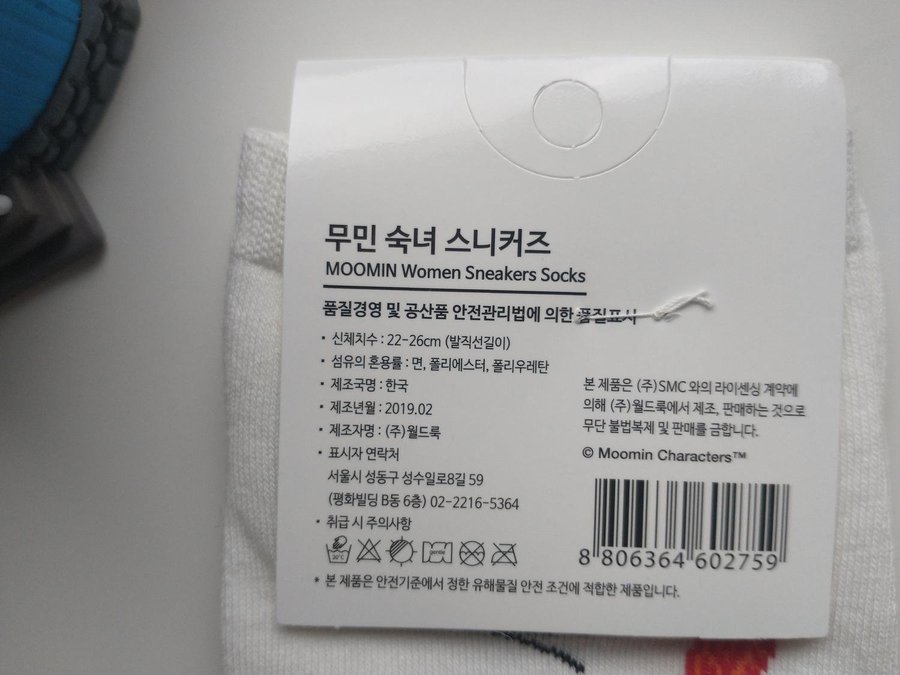 무민 숙녀 스니커즈
MOOMIN Women Sneakers Socks
품질경영 및 공산품 안전관리법에 의한 품질표시
· 신체치수 : 22-26cm (발직선길이)
· 섬유의 혼용률 : 면, 폴리에스터, 폴리우레탄
· 제조국명 : 한국
· 제조년월 : 2019.02
· 제조자명 : (주)월드룩
· 표시자 연락처
서울시 성동구 성수일로8길 59
(평화빌딩 B동 6층) 02-2216-5364
· 취급 시 주의사항
30°C
gentle
* 본 제품은 안전기준에서 정한 유해물질 안전 조건에 적합한 제품입니다.
본 제품은 (주)SMC 와의 라이센싱 계약에
의해 (주)월드룩에서 제조, 판매하는 것으로
무단 불법복제 및 판매를 금합니다.
© Moomin Characters™
8 806364 602759